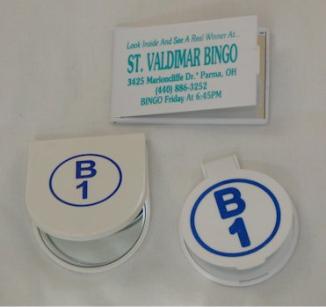 Look Inside And See A Real Winner At...
ST. VALDIMAR BINGO
3425 Marioncliffe Dr.* Parma, OH
(440) 886-3252
BINGO Friday At 6:45PM
B
1
B
1